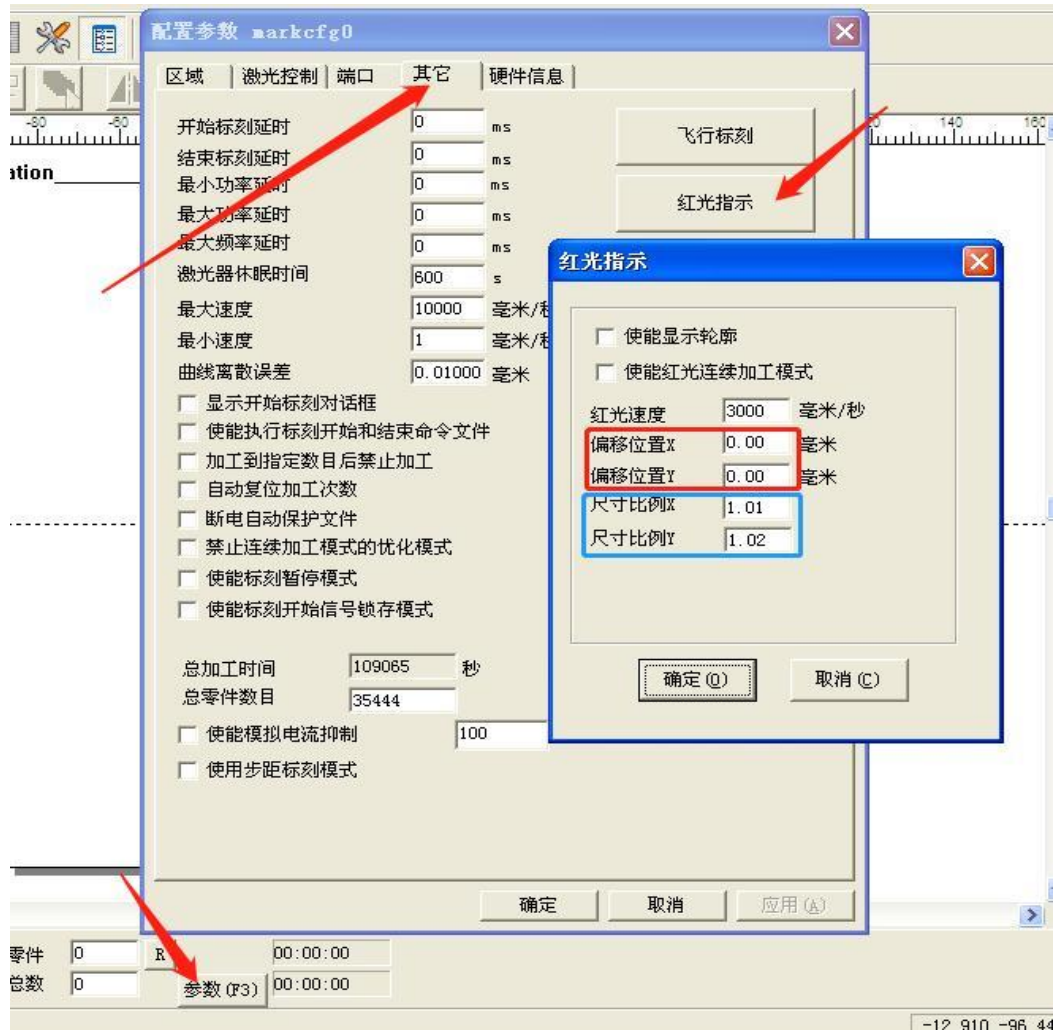 配置参数 markcfg0
区域 激光控制 端口 其它 硬件信息
-80 -60 140 160
ation
开始标刻延时 0 ms
结束标刻延时 0 ms
最小功率延时 0 ms
最大功率延时 0 ms
最大频率延时 0 ms
激光器休眠时间 600 s
最大速度 10000 毫米/秒
最小速度 1 毫米/秒
曲线离散误差 0.01000 毫米
显示开始标刻对话框
使能执行标刻开始和结束命令文件
加工到指定数目后禁止加工
自动复位加工次数
断电自动保护文件
禁止连续加工模式的优化模式
使能标刻暂停模式
使能标刻开始信号锁存模式
总加工时间 109065 秒
总零件数目 35444
使能模拟电流抑制 100
使用步距标刻模式
飞行标刻
红光指示
红光指示
使能显示轮廓
使能红光连续加工模式
红光速度 3000 毫米/秒
偏移位置X 0.00 毫米
偏移位置Y 0.00 毫米
尺寸比例X 1.01
尺寸比例Y 1.02
确定(O) 取消(C)
确定 取消 应用(A)
零件 0 R 00:00:00
总数 0 参数(F3) 00:00:00
-12.910 -96.44